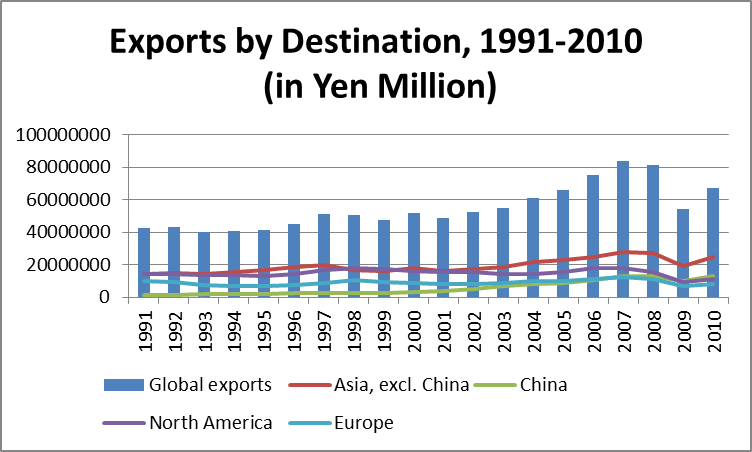 Exports by Destination, 1991-2010
(in Yen Million)
100000000
80000000
60000000
40000000
20000000
0
1991 1992 1993 1994 1995 1996 1997 1998 1999 2000 2001 2002 2003 2004 2005 2006 2007 2008 2009 2010
Global exports Asia, excl. China China
North America Europe